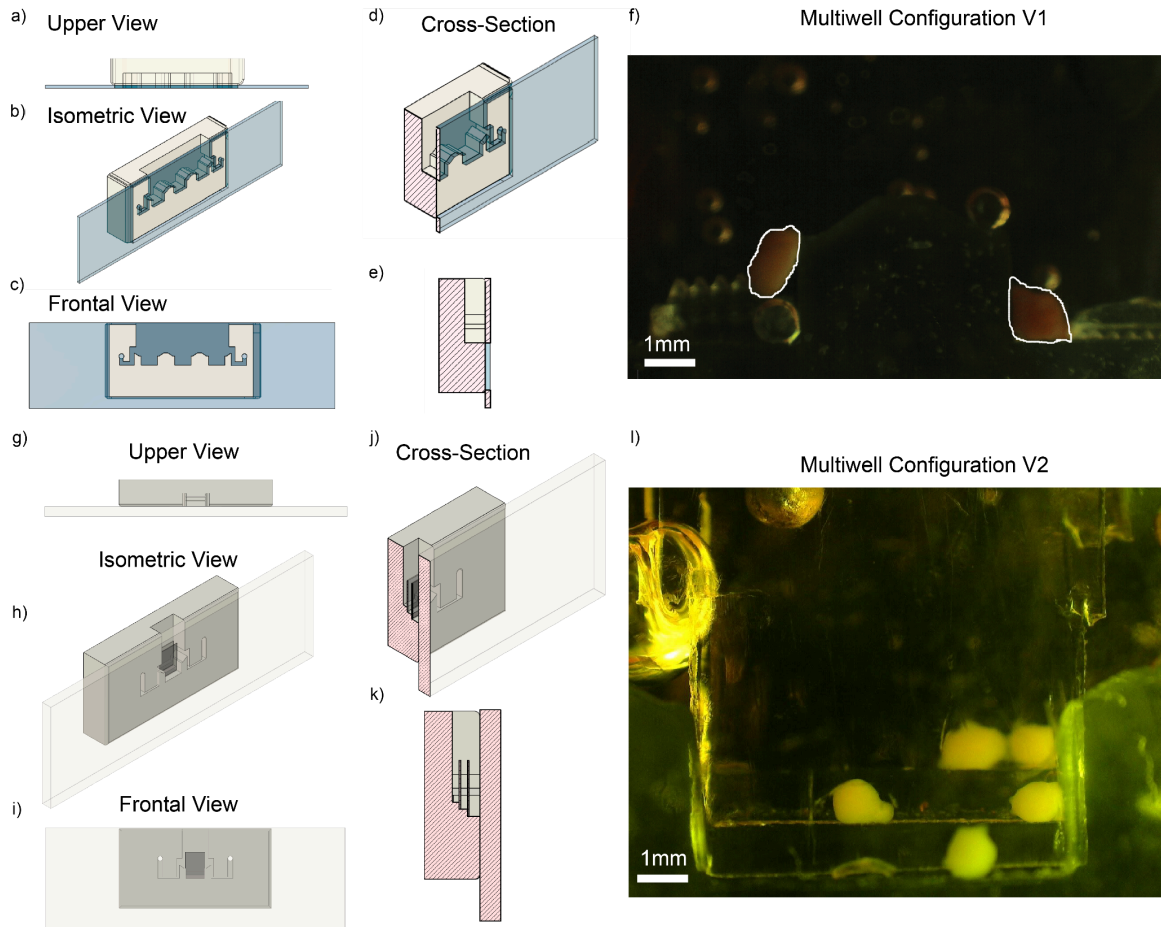 a)
Upper View
b)
Isometric View
c)
Frontal View
d)
Cross-Section
e)
f)
Multiwell Configuration V1
1mm
g)
Upper View
h)
Isometric View
i)
Frontal View
j)
Cross-Section
k)
l)
Multiwell Configuration V2
1mm